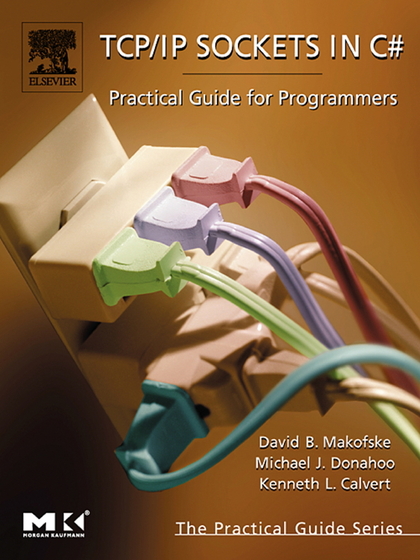 TCP/IP SOCKETS IN C#
Practical Guide for Programmers
ELSEVIER
David B. Makofske
Michael J. Donahoo
Kenneth L. Calvert
MK
MORGAN KAUFMANN
The Practical Guide Series